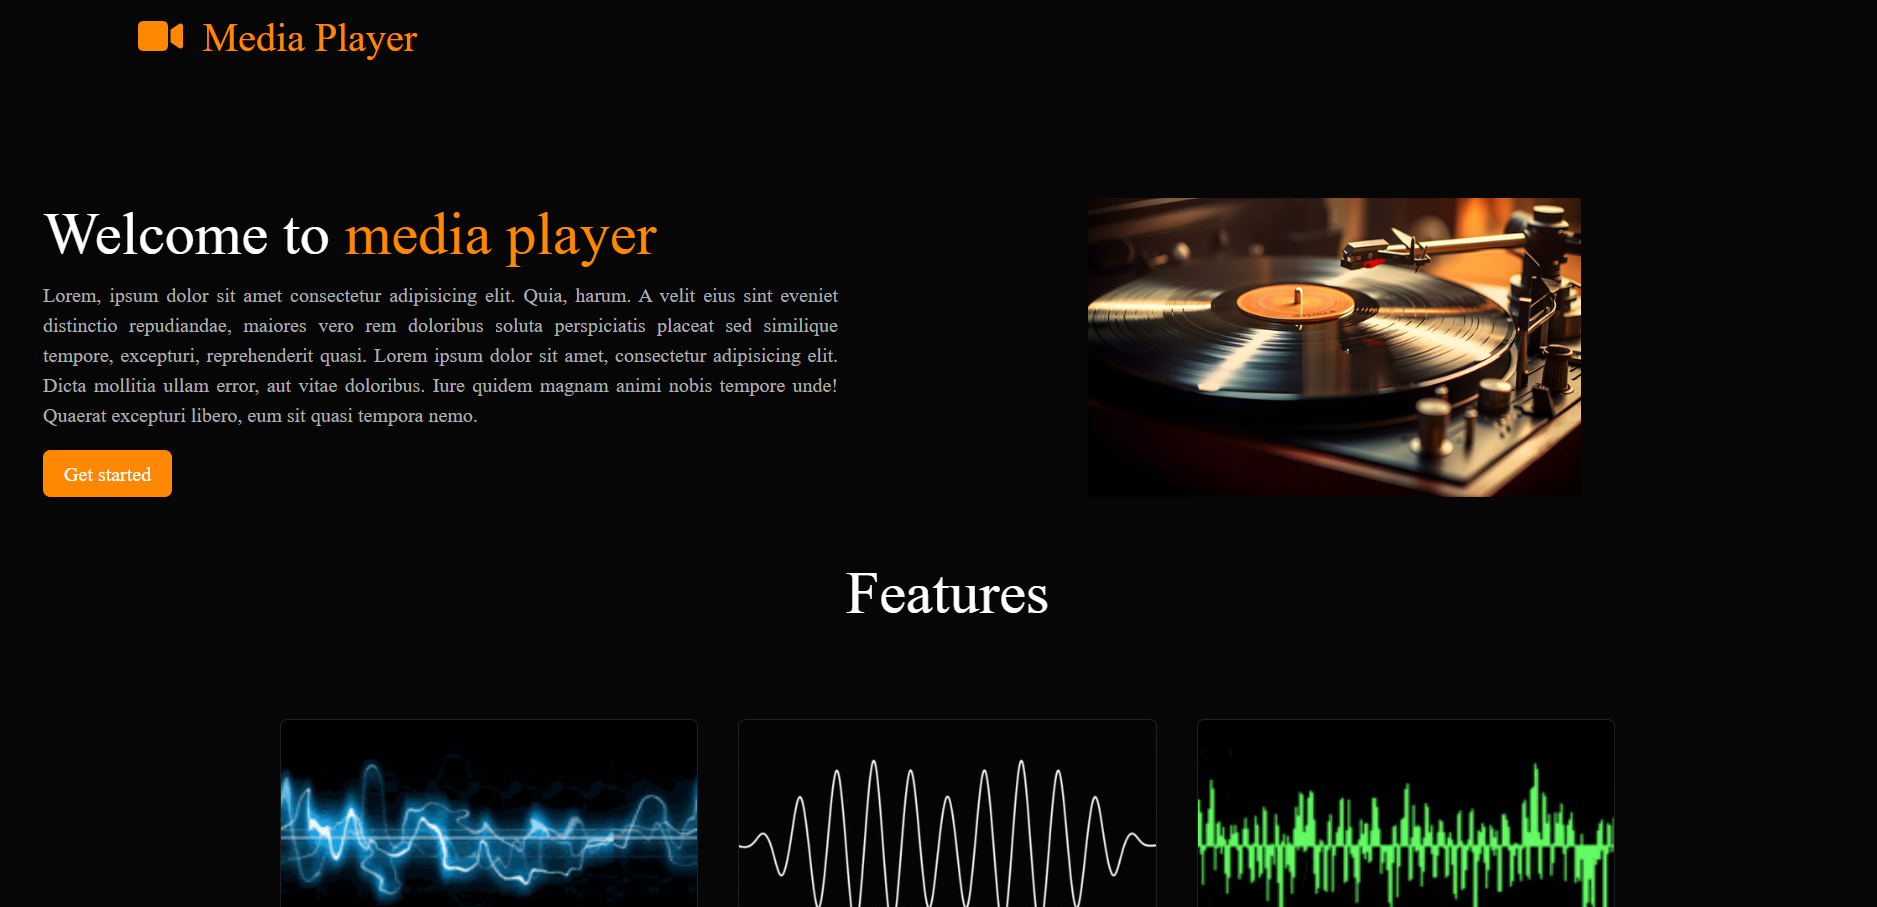 Media Player
Welcome to media player
Lorem, ipsum dolor sit amet consectetur adipisicing elit. Quia, harum. A velit eius sint eveniet
distinctio repudiandae, maiores vero rem doloribus soluta perspiciatis placeat sed similique
tempore, excepturi, reprehenderit quasi. Lorem ipsum dolor sit amet, consectetur adipisicing elit.
Dicta mollitia ullam error, aut vitae doloribus. Iure quidem magnam animi nobis tempore unde!
Quaerat excepturi libero, eum sit quasi tempora nemo.
Get started
Features